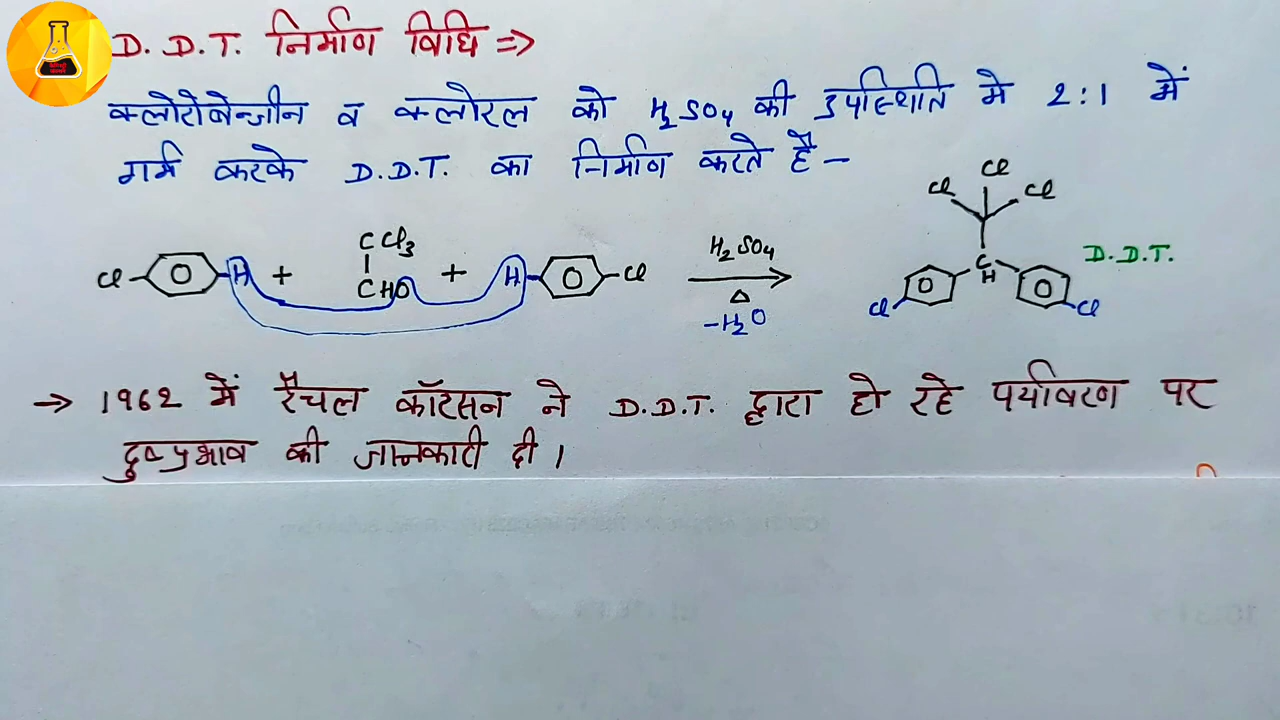 D. D.T. निर्माण विधि ⇒
क्लोरोबेन्जीन व क्लोरल को H₂SO₄ की उपस्थिति मे 2:1 में
गर्म करके D.D.T. का निर्माण करते है –
Cl Cl Cl
CCl₃
H₂SO₄
C H
D.D.T.
Cl H + CHO + H Cl
Δ
Cl Cl
-H₂O
→ 1962 में रैचल कॉरसन ने D.D.T. द्वारा हो रहे पर्यावरण पर
दुष्प्रभाव की जानकारी दी।